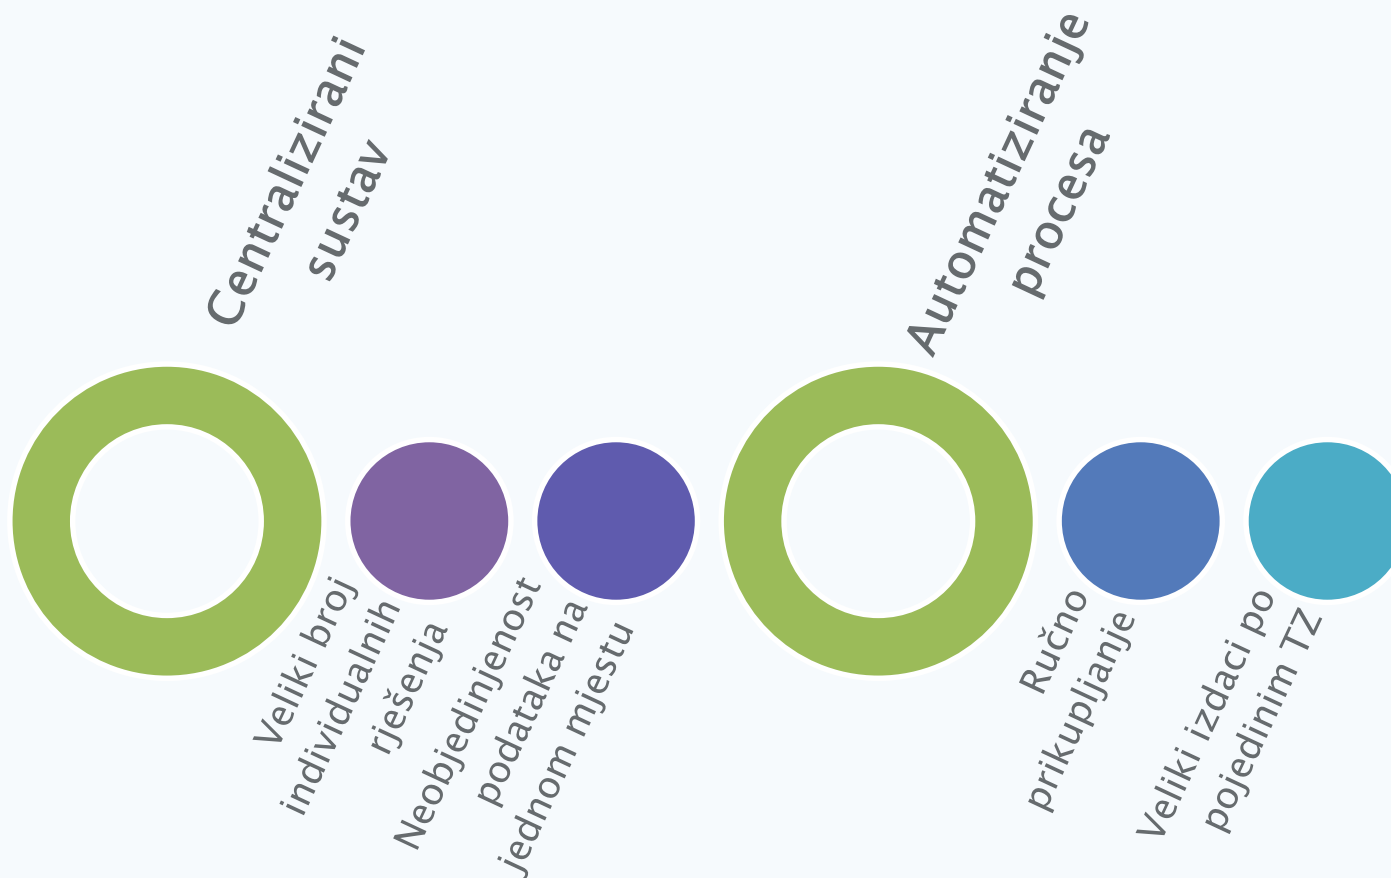 Centralizirani
sustav
Veliki broj
individualnih
rješenja
Neobjedinjenost
podataka na
jednom mjestu
Automatiziranje
procesa
Ručno
prikupljanje
Veliki izdaci po
pojedinim TZ